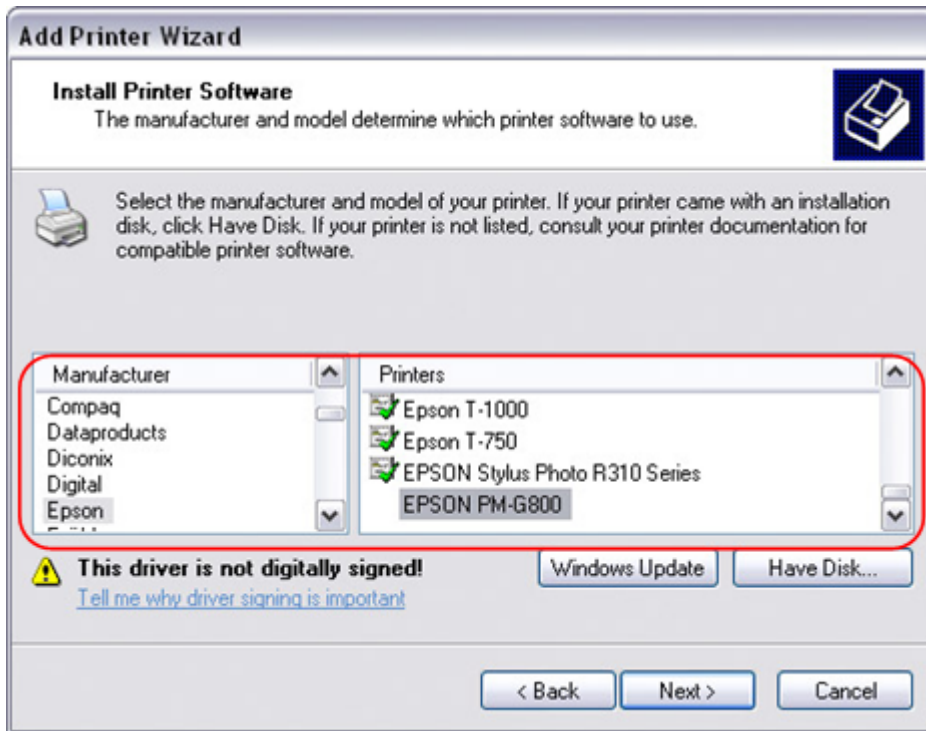 Add Printer Wizard
Install Printer Software
The manufacturer and model determine which printer software to use.
Select the manufacturer and model of your printer. If your printer came with an installation
disk, click Have Disk. If your printer is not listed, consult your printer documentation for
compatible printer software.
Manufacturer
Compaq
Dataproducts
Diconix
Digital
Epson
Printers
Epson T-1000
Epson T-750
EPSON Stylus Photo R310 Series
EPSON PM-G800
This driver is not digitally signed!
Tell me why driver signing is important
Windows Update
Have Disk...
< Back
Next >
Cancel